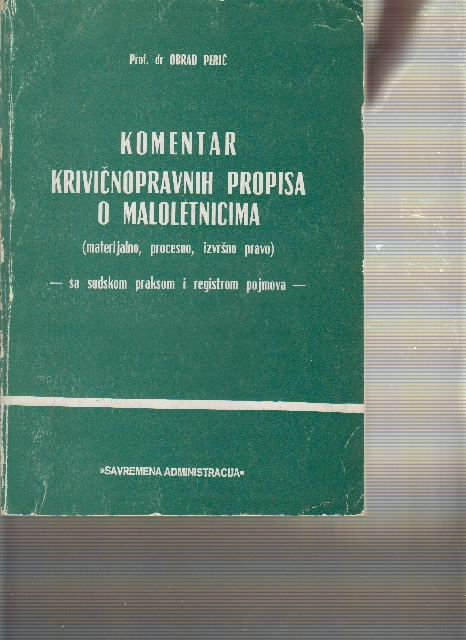 Prof. dr OBRAD PERIĆ
KOMENTAR
KRIVIČNOPRAVNIH PROPISA
O MALOLETNICIMA
(materijalno, procesno, izvršno pravo)
— sa sudskom praksom i registrom pojmova —
»SAVREMENA ADMINISTRACIJA«